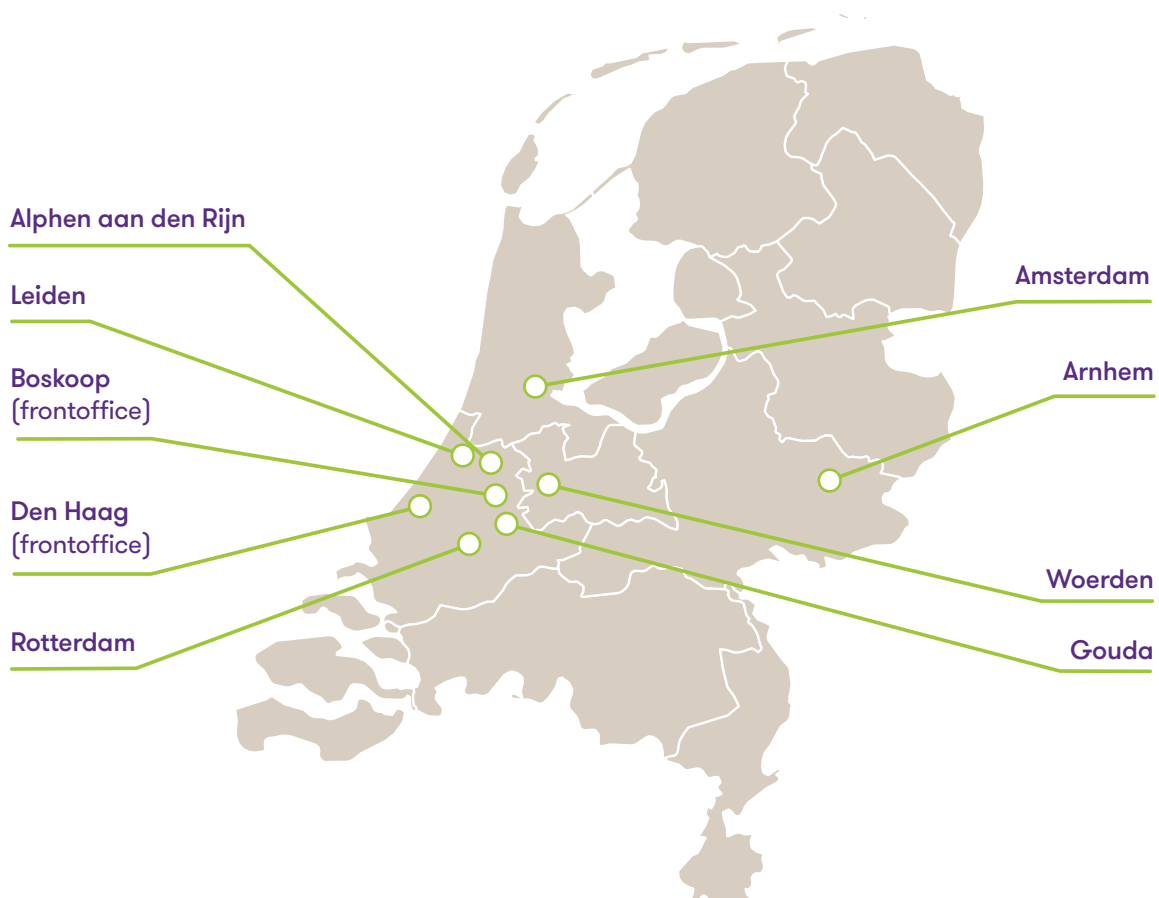 Alphen aan den Rijn
Leiden
Boskoop
(frontoffice)
Den Haag
(frontoffice)
Rotterdam
Amsterdam
Arnhem
Woerden
Gouda